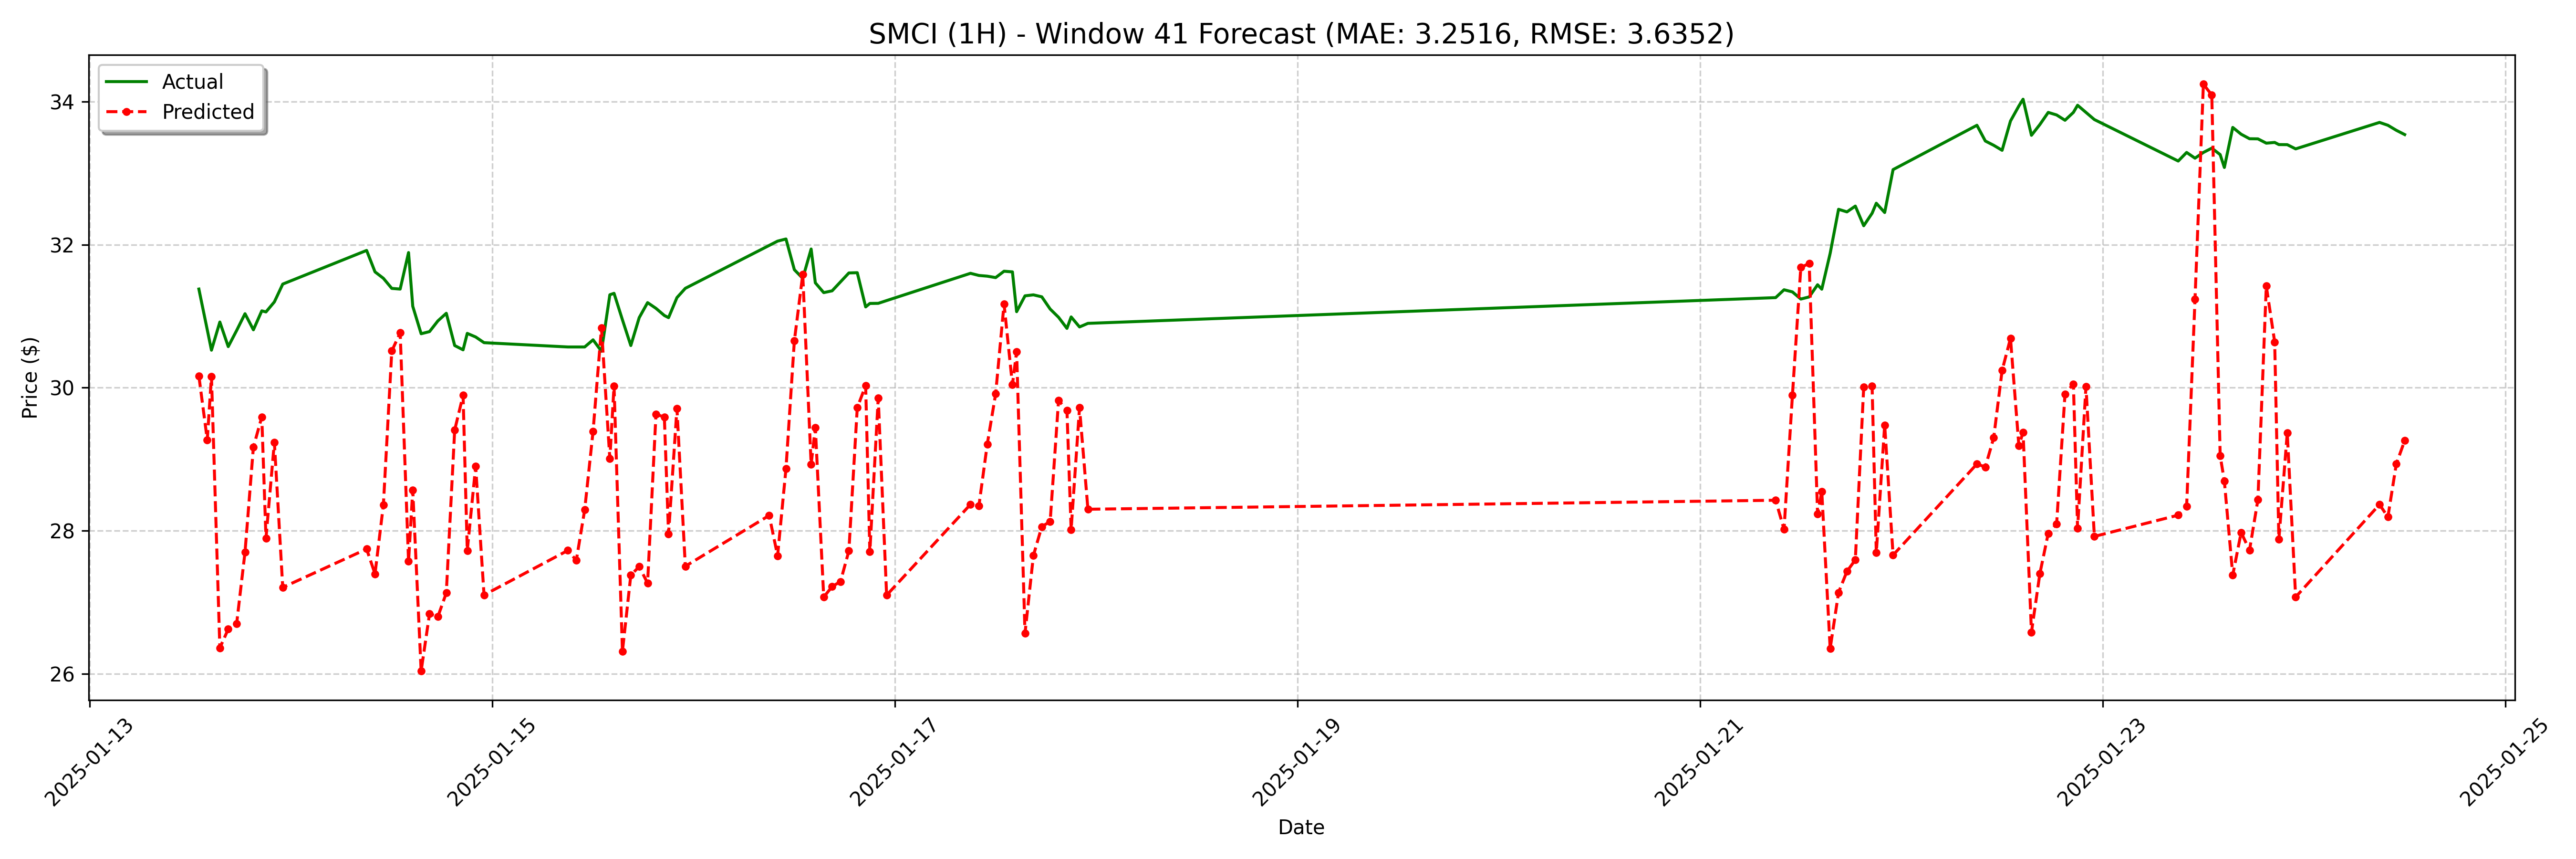 SMCI (1H) - Window 41 Forecast (MAE: 3.2516, RMSE: 3.6352)
Actual
Predicted
Price ($)
34
32
30
28
26
2025-01-13
2025-01-15
2025-01-17
2025-01-19
2025-01-21
2025-01-23
2025-01-25
Date